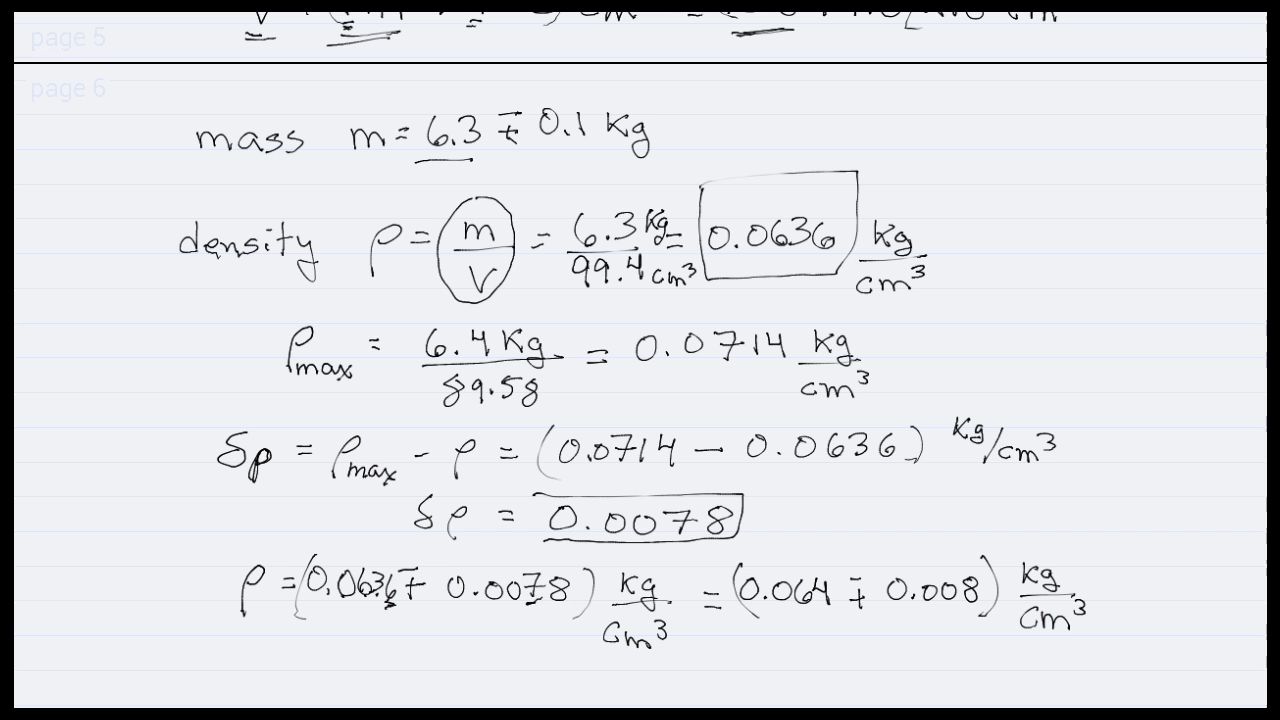 page 5
page 6
mass m = 6.3 ∓ 0.1 Kg
density ρ = m/V = 6.3 Kg / 99.4 cm³ = 0.0636 kg/cm³
ρmax = 6.4 Kg / 89.58 = 0.0714 kg/cm³
δρ = ρmax - ρ = (0.0714 - 0.0636) Kg/cm³
δρ = 0.0078
ρ = (0.0636 ∓ 0.0078) kg/cm³ = (0.064 ∓ 0.008) kg/cm³